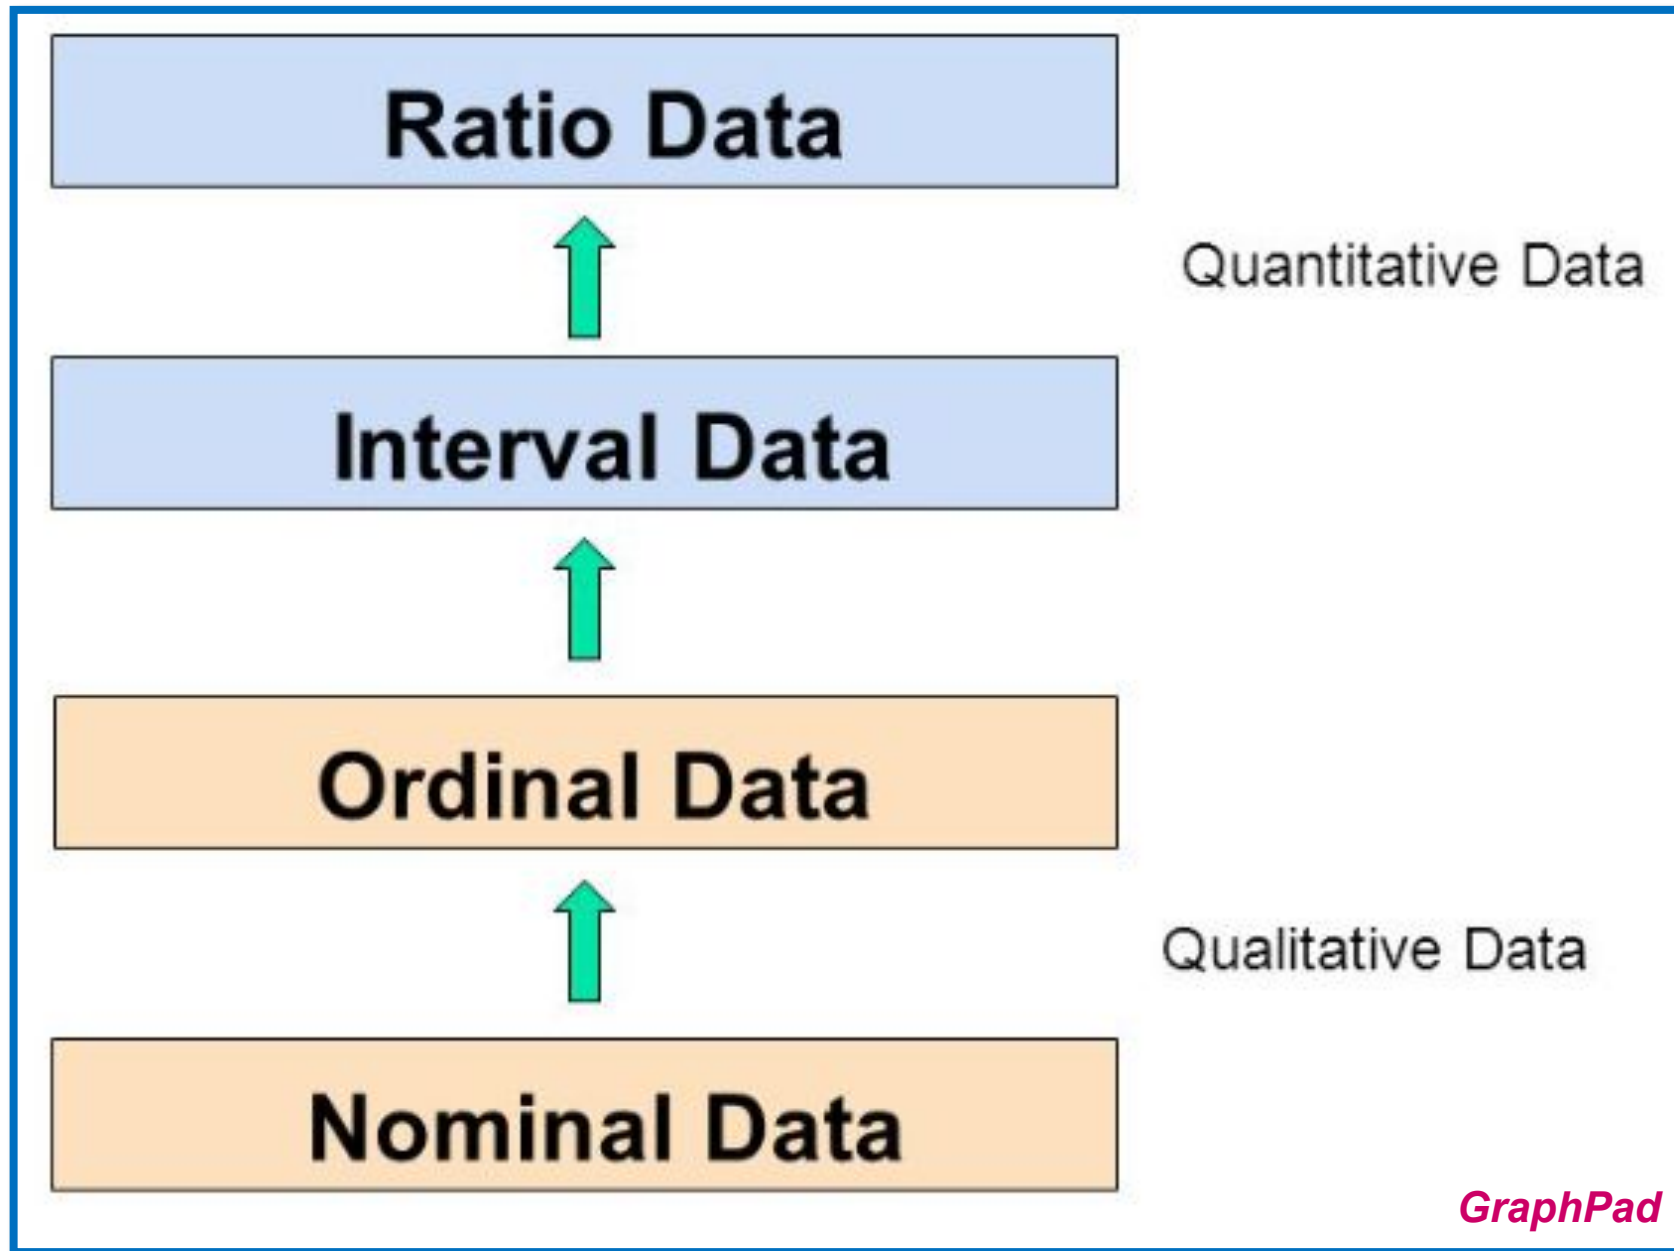 Ratio Data
Quantitative Data
Interval Data
Ordinal Data
Qualitative Data
Nominal Data
GraphPad